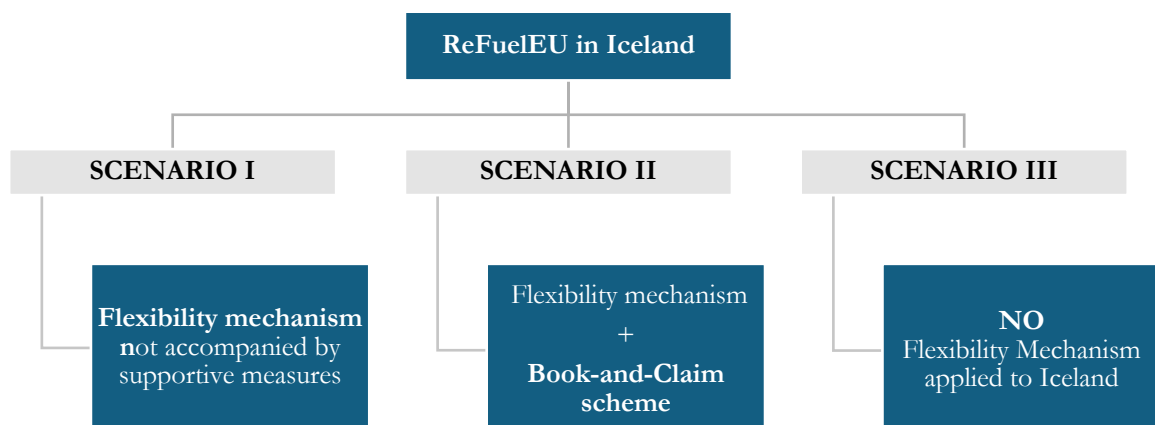 ReFuelEU in Iceland
SCENARIO I
SCENARIO II
SCENARIO III
Flexibility mechanism
not accompanied by
supportive measures
Flexibility mechanism
+
Book-and-Claim
scheme
NO
Flexibility Mechanism
applied to Iceland